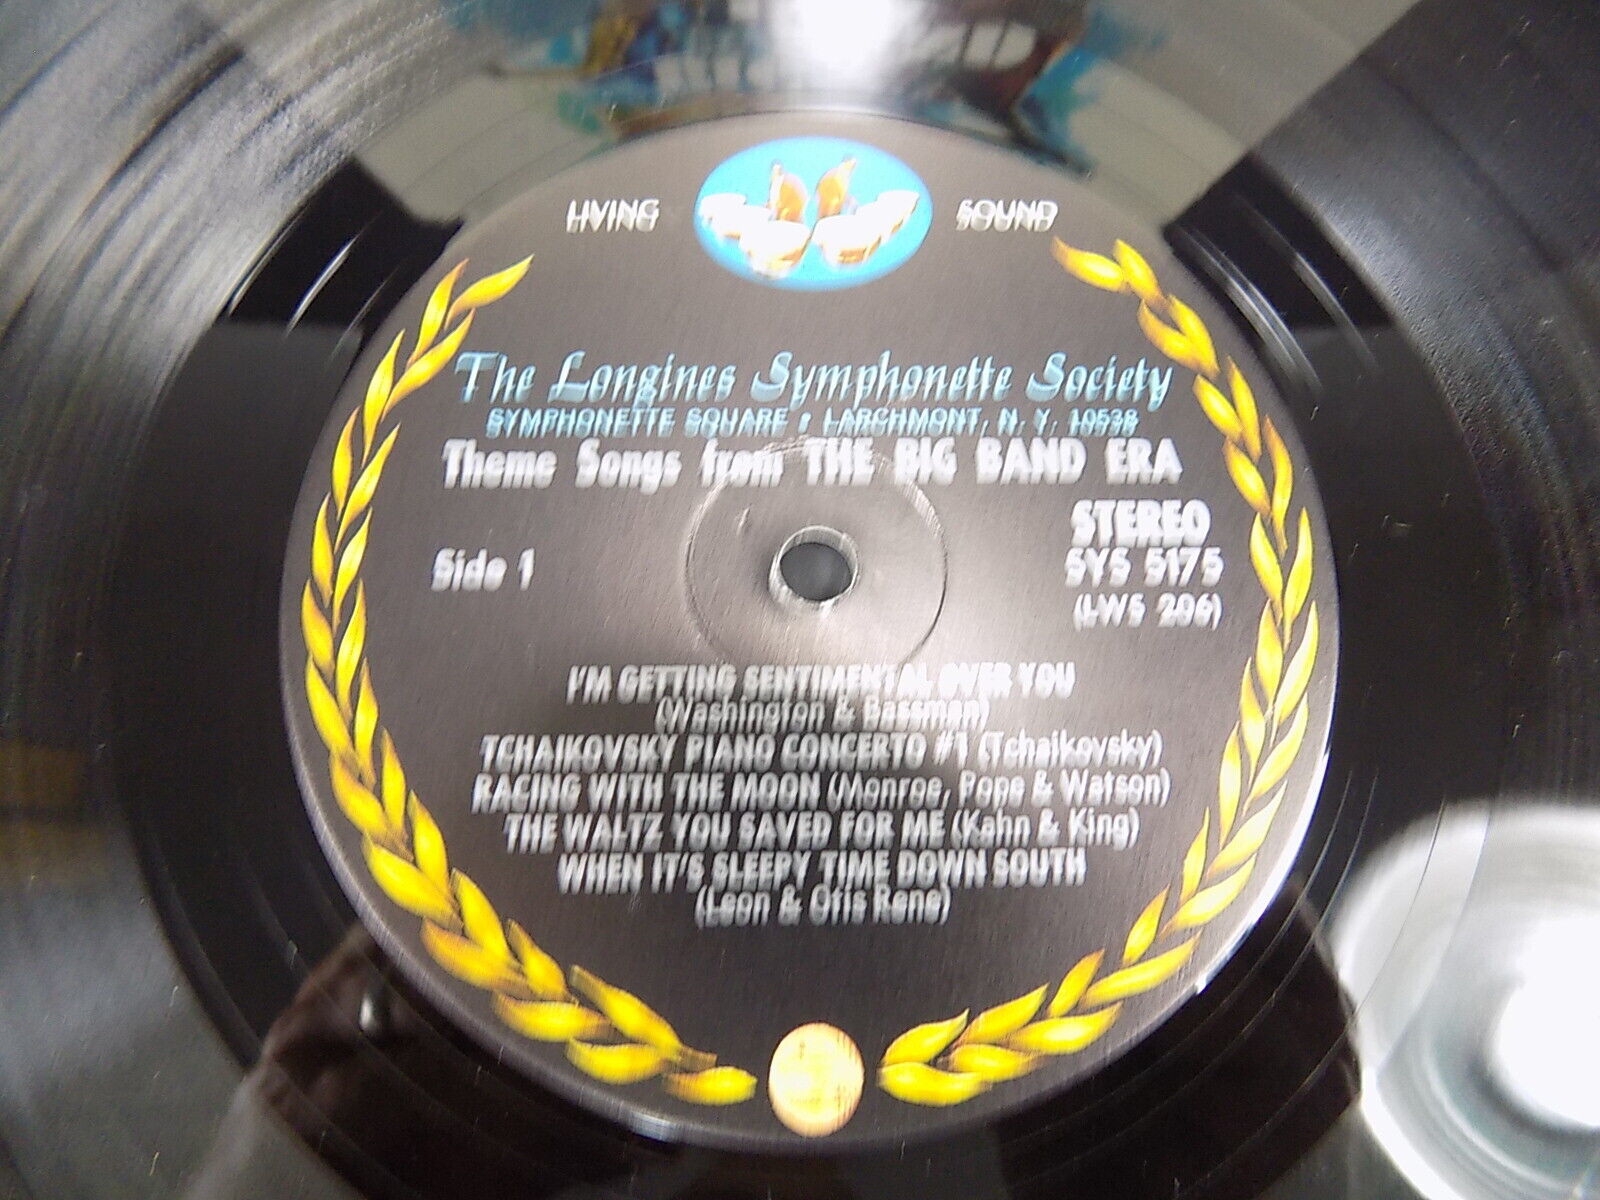 LIVING SOUND
The Longines Symphonette Society
SYMPHONETTE SQUARE • LARCHMONT, N. Y. 10538
Theme Songs from THE BIG BAND ERA
STEREO
Side 1 SYS 5175
(LWS 206)
I'M GETTING SENTIMENTAL OVER YOU
(Washington & Bassman)
TCHAIKOVSKY PIANO CONCERTO #1 (Tchaikovsky)
RACING WITH THE MOON (Monroe, Pope & Watson)
THE WALTZ YOU SAVED FOR ME (Kahn & King)
WHEN IT'S SLEEPY TIME DOWN SOUTH
(Leon & Otis Rene)